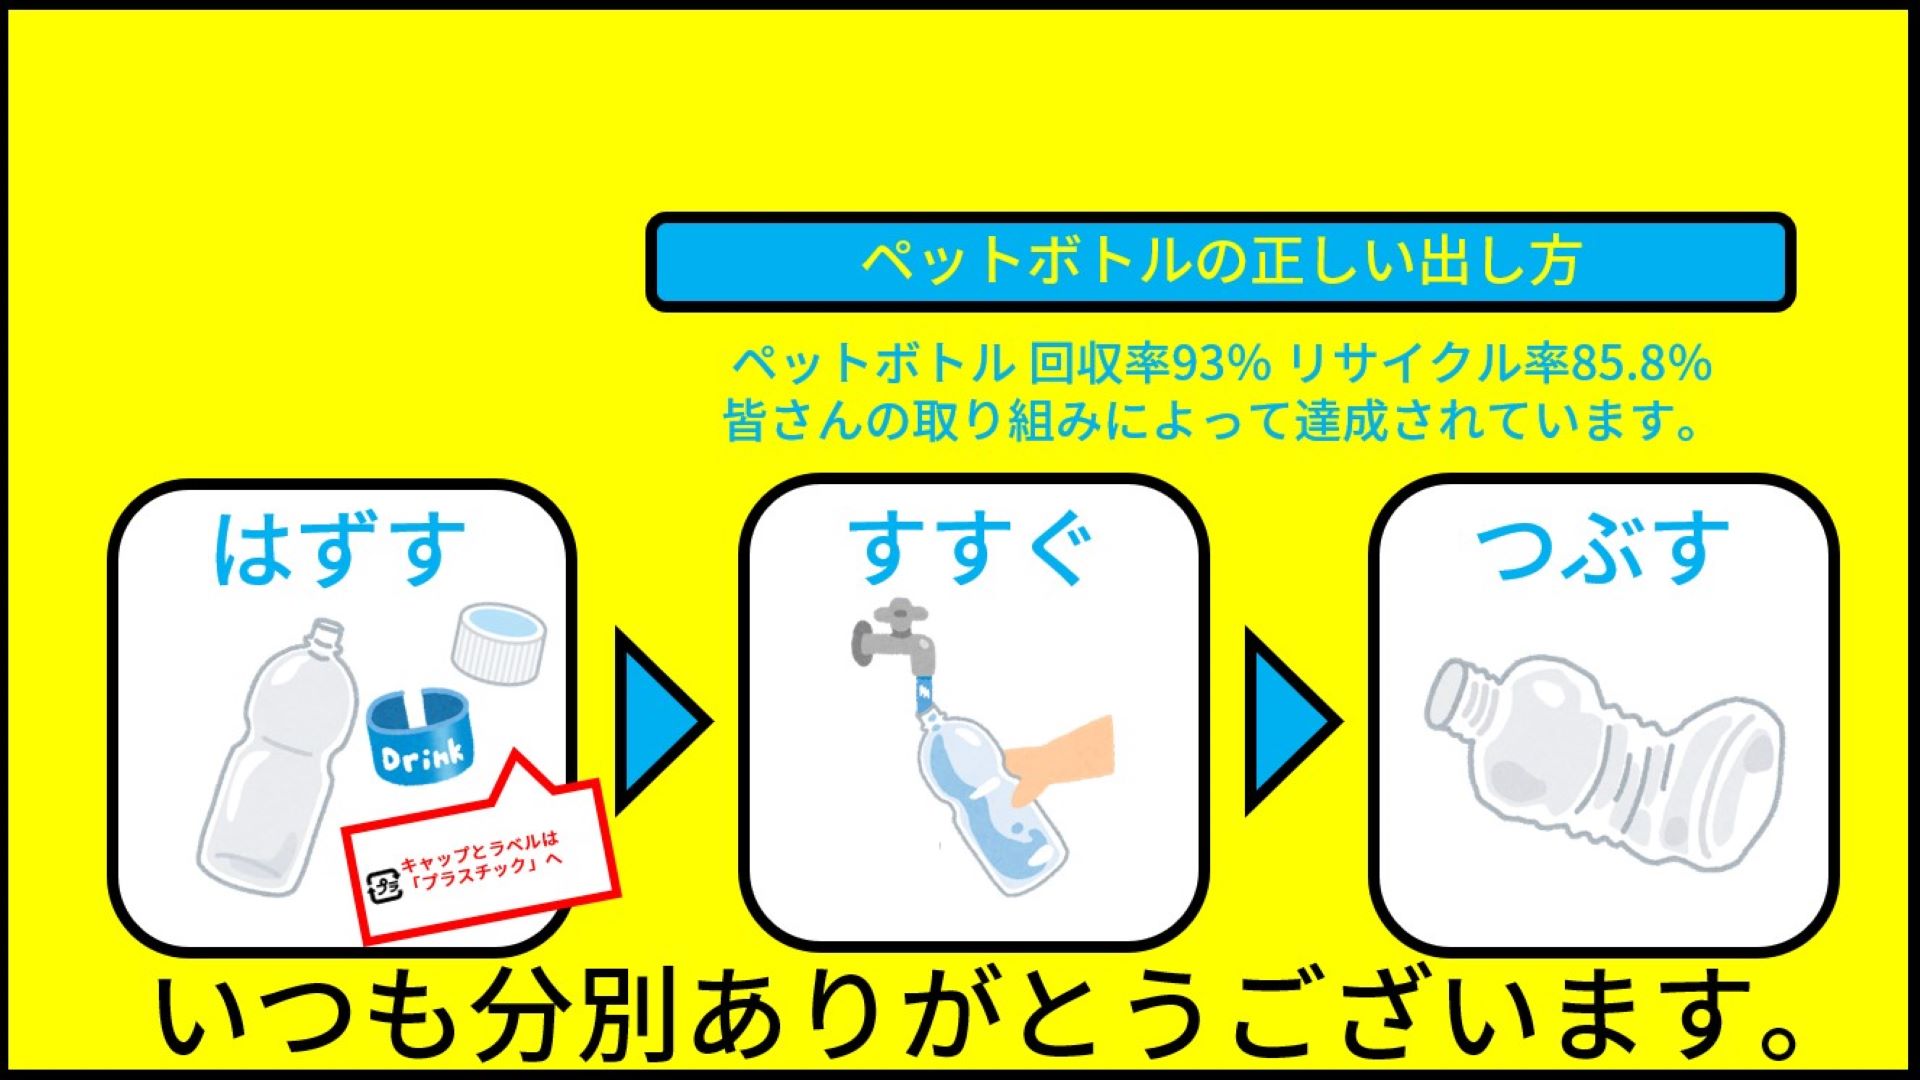 ペットボトルの正しい出し方
ペットボトル 回収率93% リサイクル率85.8%
皆さんの取り組みによって達成されています。
はずす
Drink
キャップとラベルは
「プラスチック」へ
プラ
すすぐ
つぶす
いつも分別ありがとうございます。